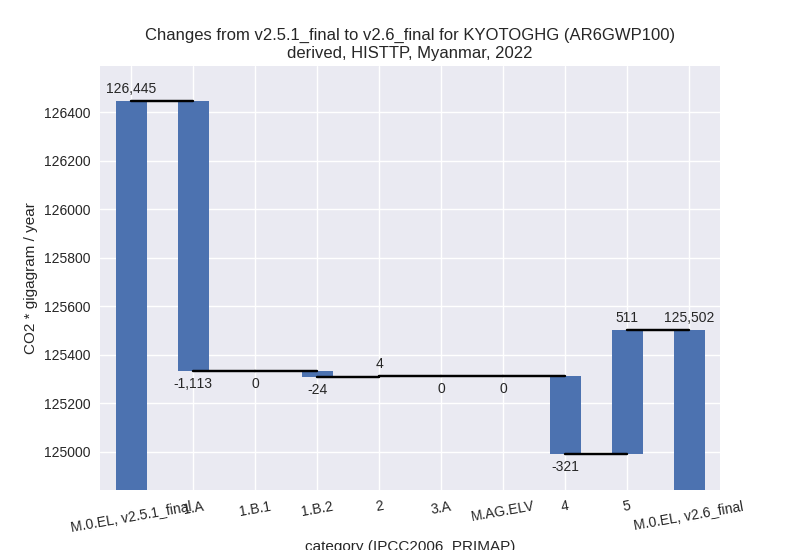 Changes from v2.5.1_final to v2.6_final for KYOTOGHG (AR6GWP100)
derived, HISTTP, Myanmar, 2022
CO2 * gigagram / year
126400
126200
126000
125800
125600
125400
125200
125000
126,445
-1,113
0
-24
4
0
0
-321
511
125,502
M.0.EL, v2.5.1_final
1.A
1.B.1
1.B.2
2
3.A
M.AG.ELV
4
5
M.0.EL, v2.6_final
category (IPCC2006_PRIMAP)